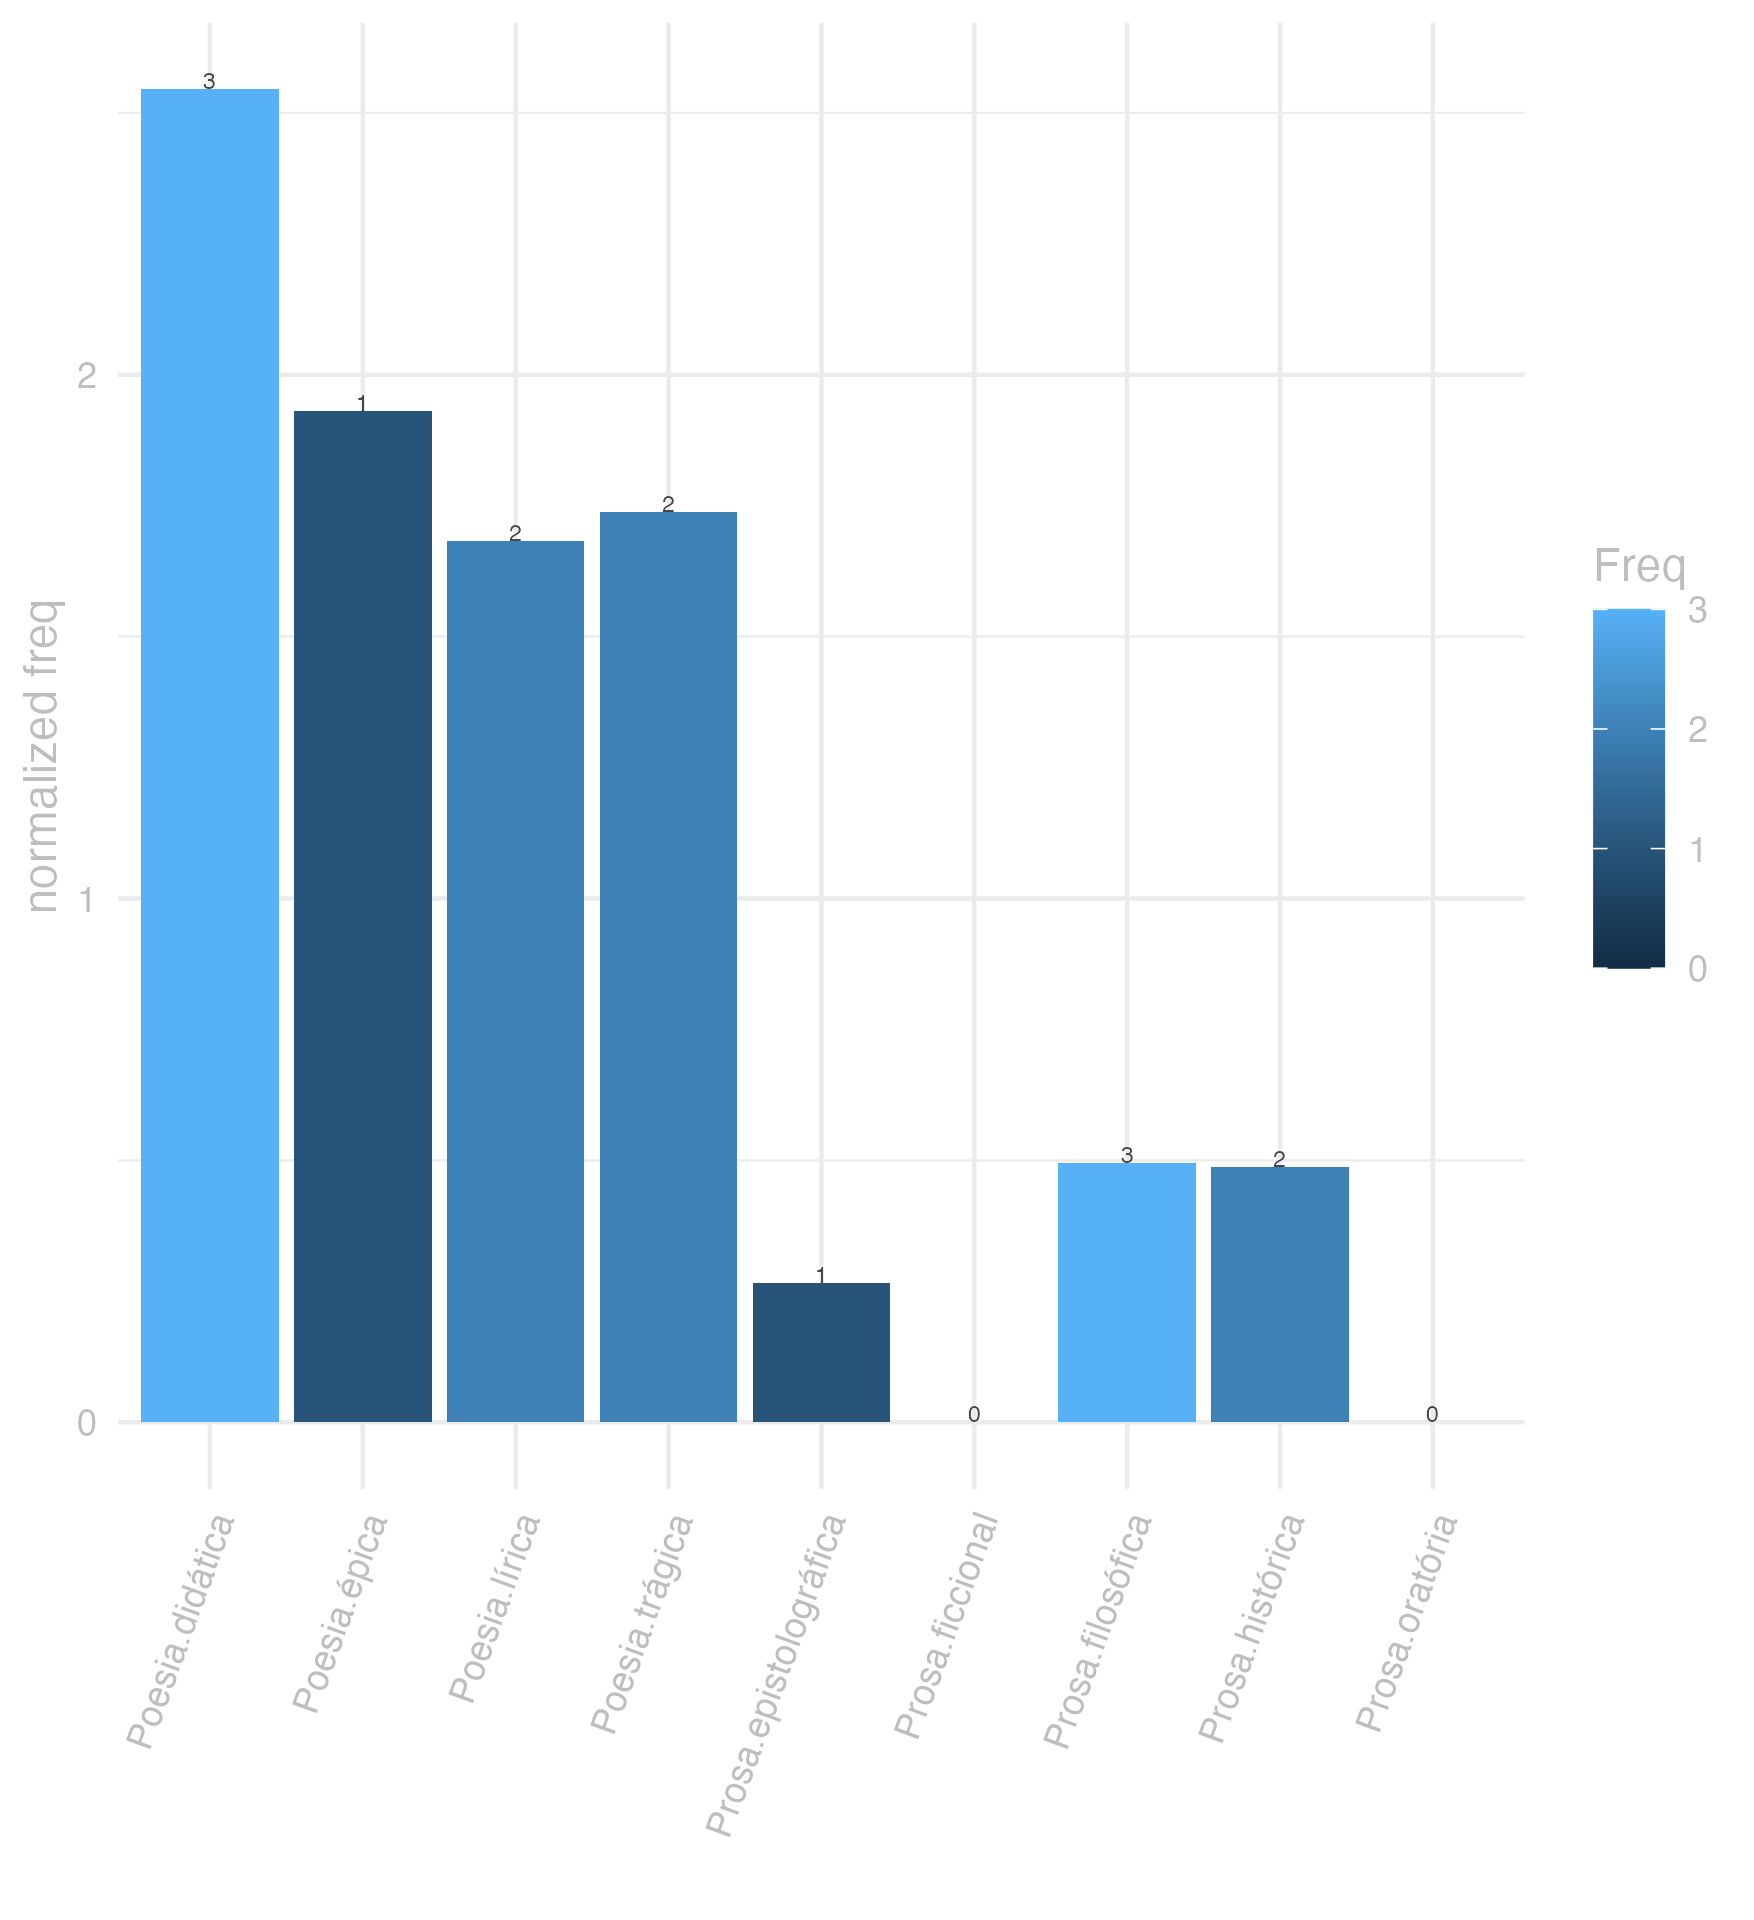 3
1
2
2
1
0
3
2
0
normalized freq
2
1
0
Poesia.didática
Poesia.épica
Poesia.lírica
Poesia.trágica
Prosa.epistolográfica
Prosa.ficcional
Prosa.filosófica
Prosa.histórica
Prosa.oratória
Freq
3
2
1
0